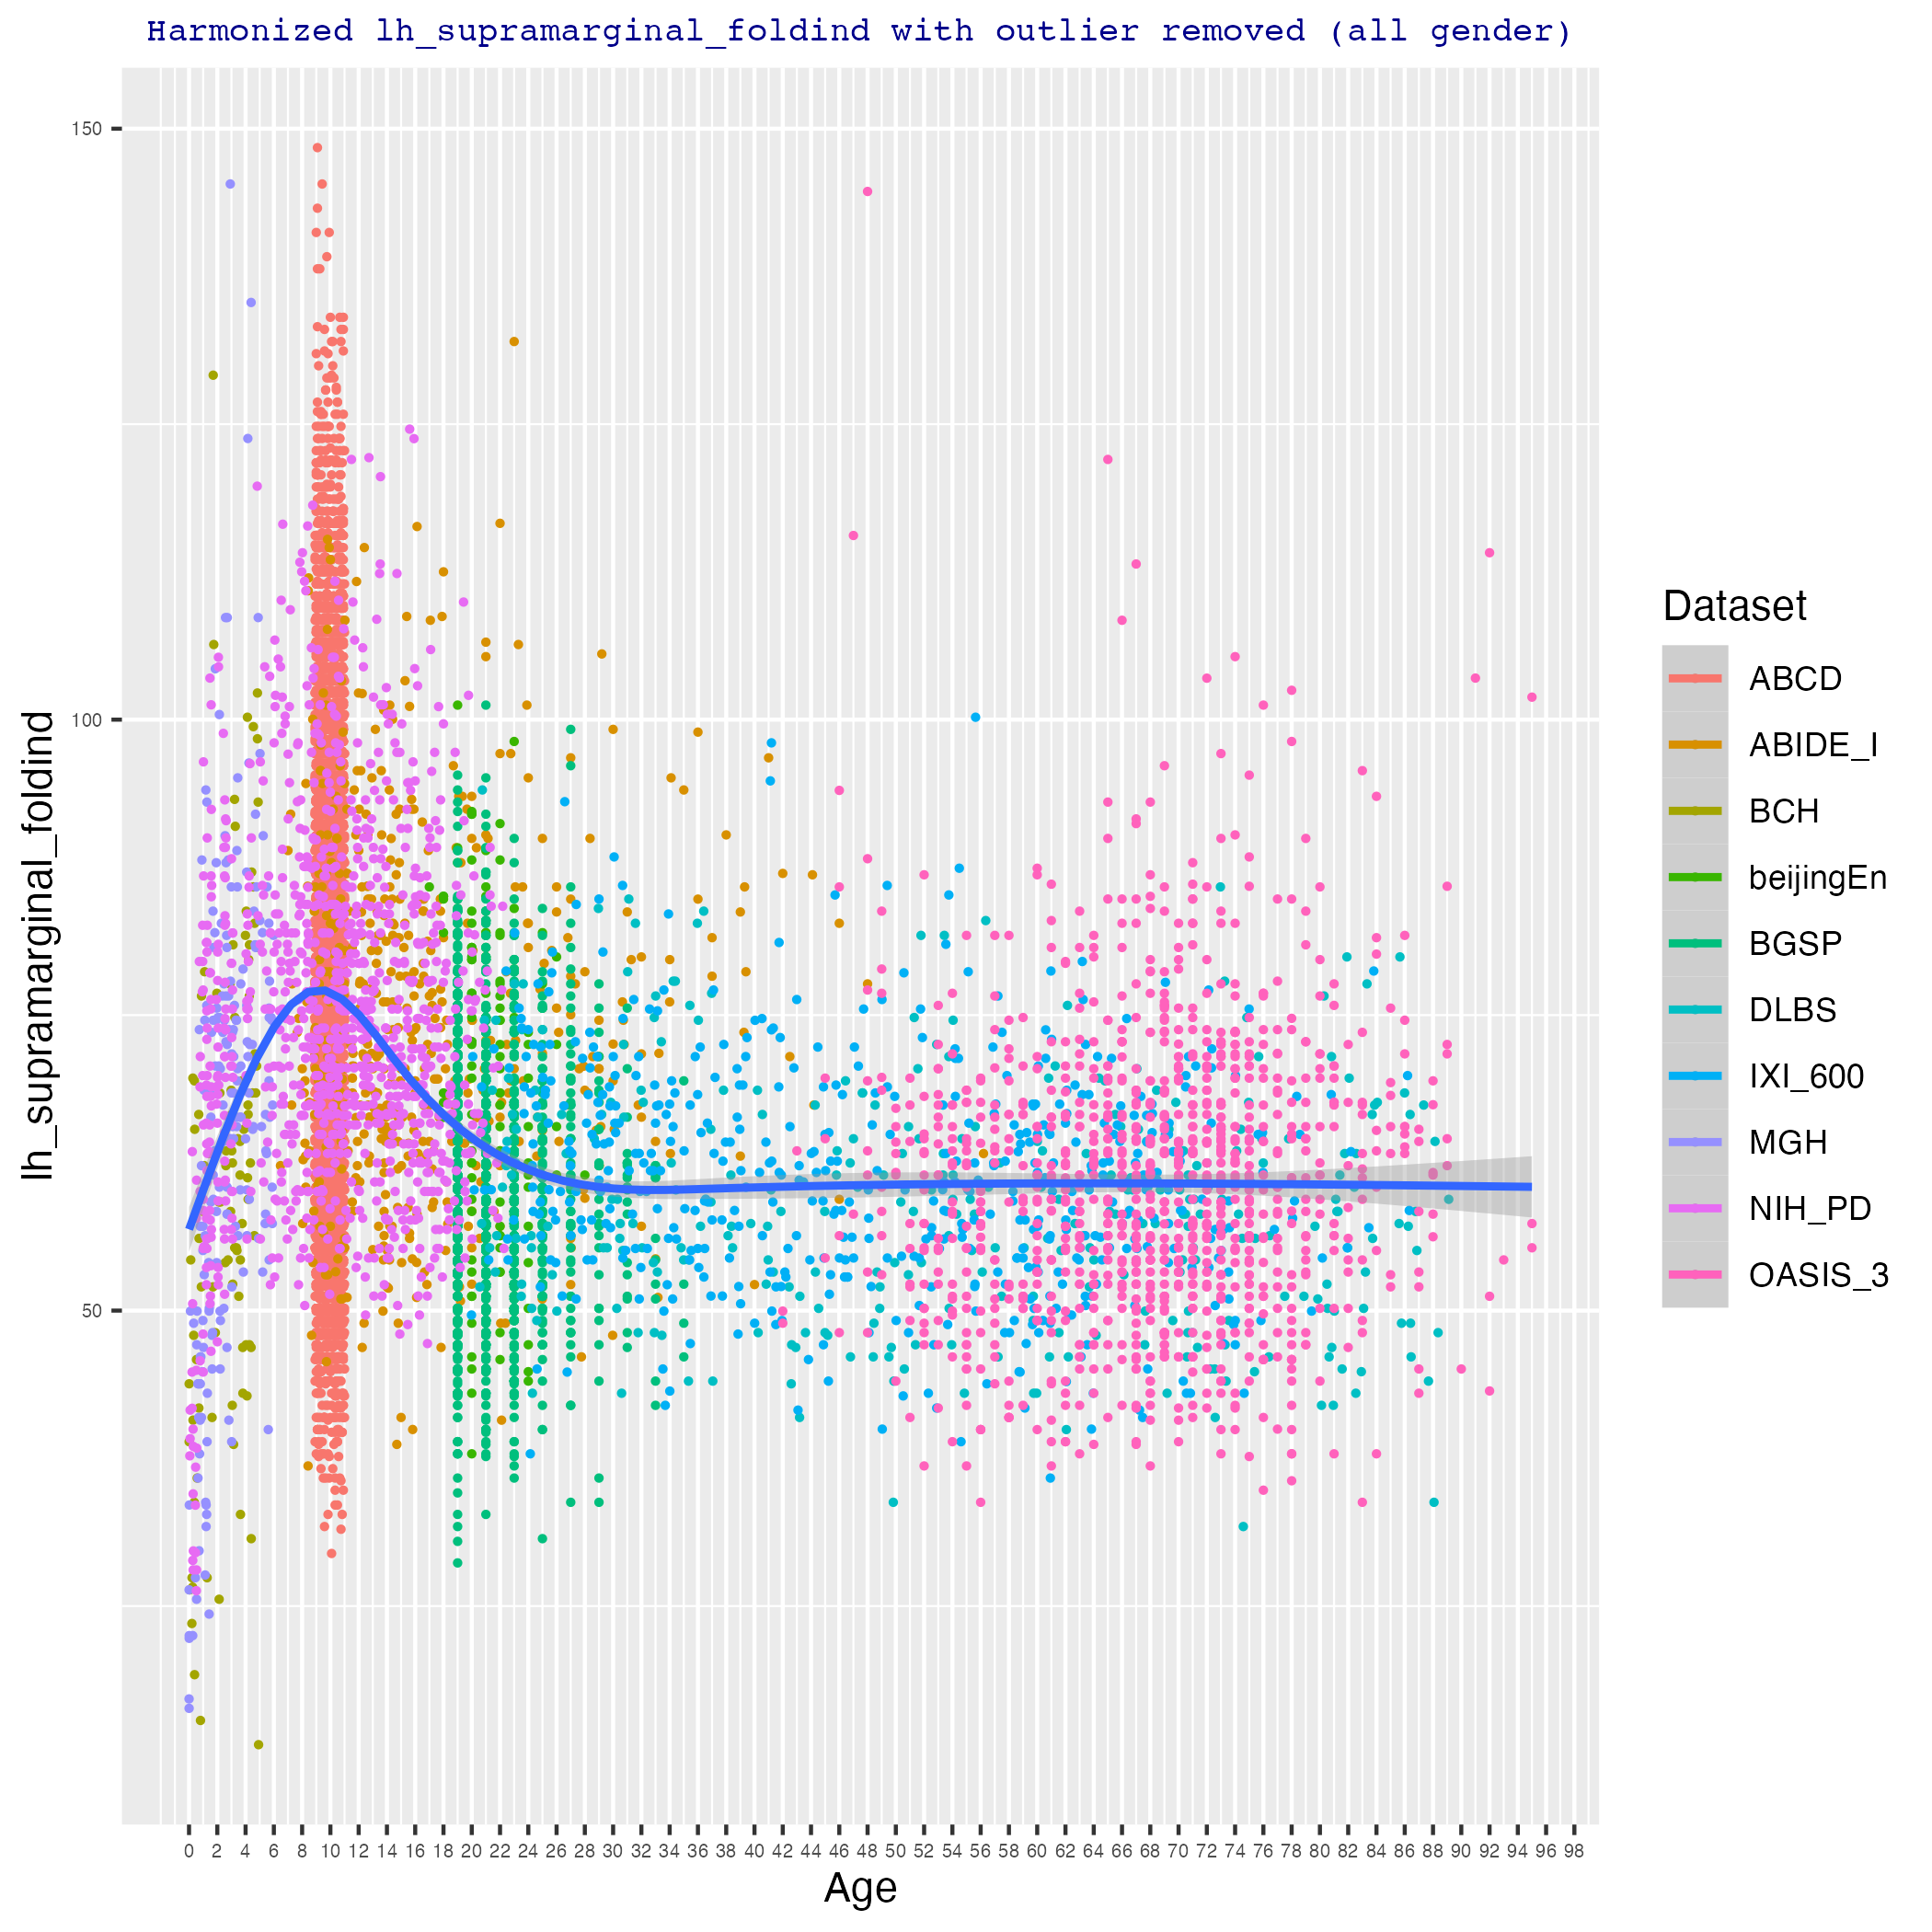 Harmonized lh_supramarginal_foldind with outlier removed (all gender)
150
100
50
lh_supramarginal_foldind
0 2 4 6 8 10 12 14 16 18 20 22 24 26 28 30 32 34 36 38 40 42 44 46 48 50 52 54 56 58 60 62 64 66 68 70 72 74 76 78 80 82 84 86 88 90 92 94 96 98
Age
Dataset
ABCD
ABIDE_I
BCH
beijingEn
BGSP
DLBS
IXI_600
MGH
NIH_PD
OASIS_3